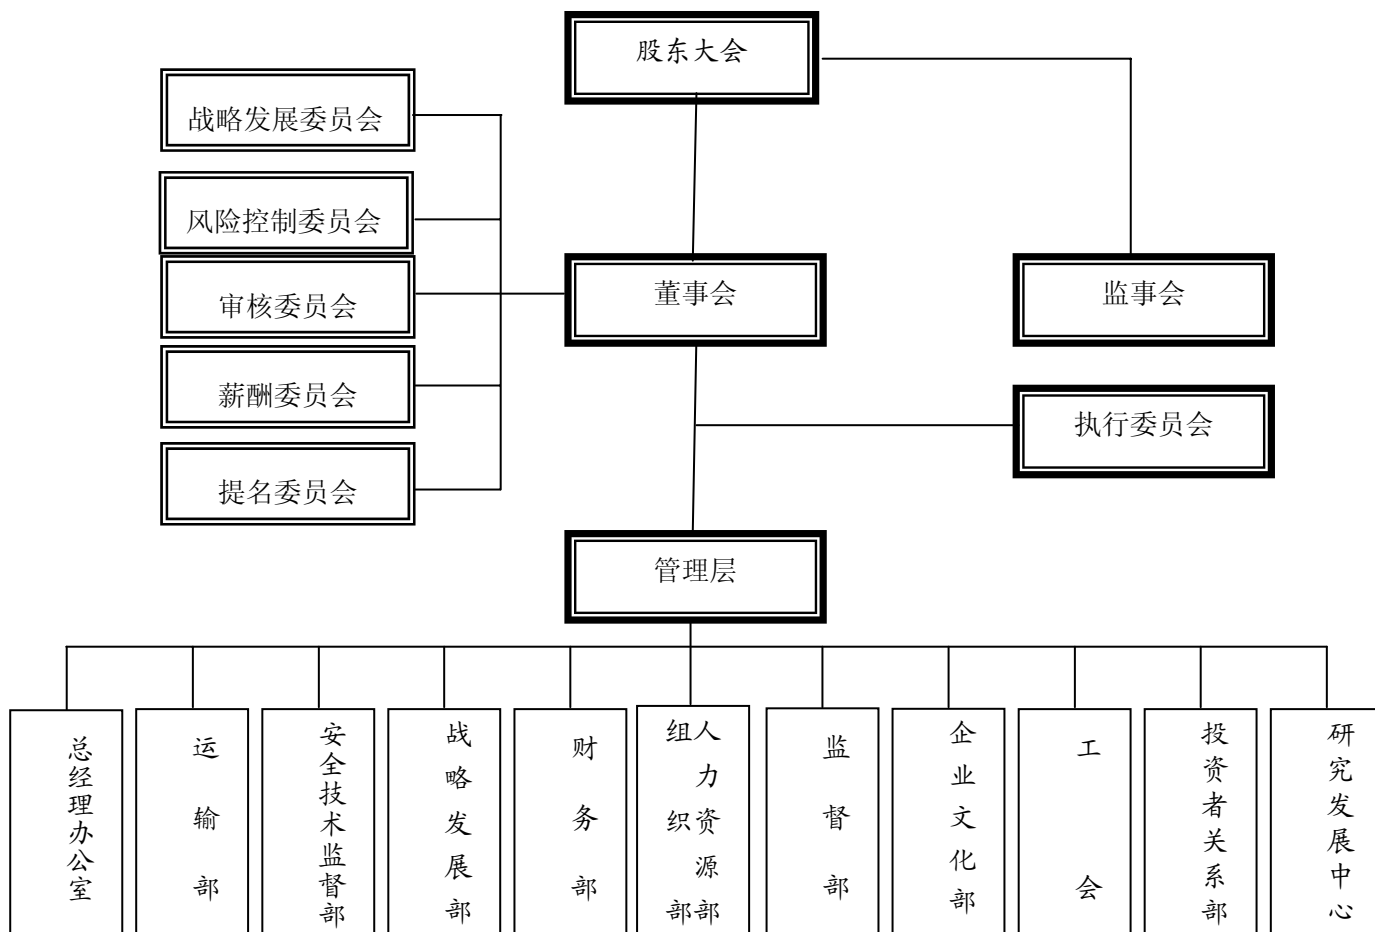 股东大会
战略发展委员会
风险控制委员会
审核委员会
董事会
监事会
薪酬委员会
执行委员会
提名委员会
管理层
总经理办公室
运输部
安全技术监督部
战略发展部
财务部
组织部
人力资源部
监督部
企业文化部
工会
投资者关系部
研究发展中心